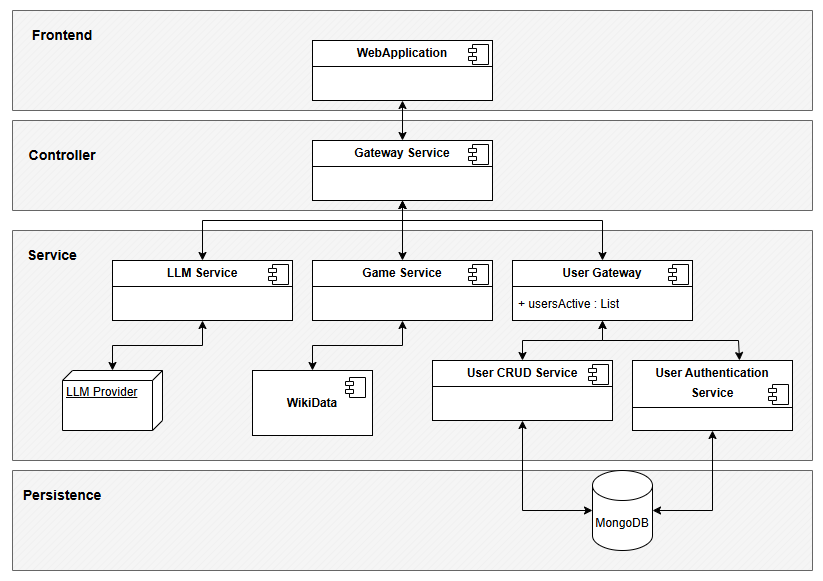 Frontend
WebApplication
Controller
Gateway Service
Service
LLM Service
Game Service
User Gateway
+ usersActive : List
LLM Provider
WikiData
User CRUD Service
User Authentication
Service
Persistence
MongoDB